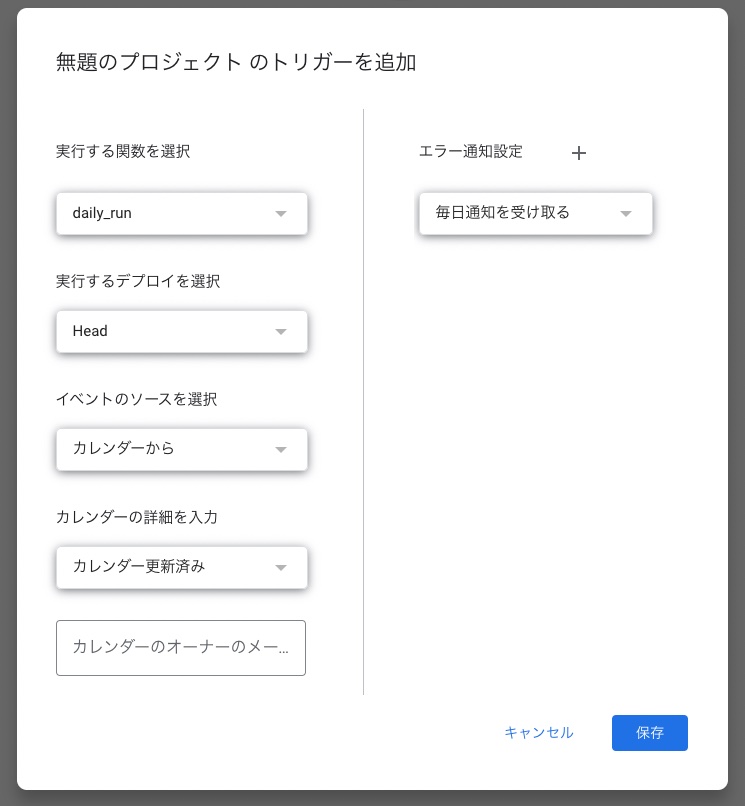 無題のプロジェクト のトリガーを追加
実行する関数を選択
daily_run
実行するデプロイを選択
Head
イベントのソースを選択
カレンダーから
カレンダーの詳細を入力
カレンダー更新済み
カレンダーのオーナーのメー...
エラー通知設定 +
毎日通知を受け取る
キャンセル
保存